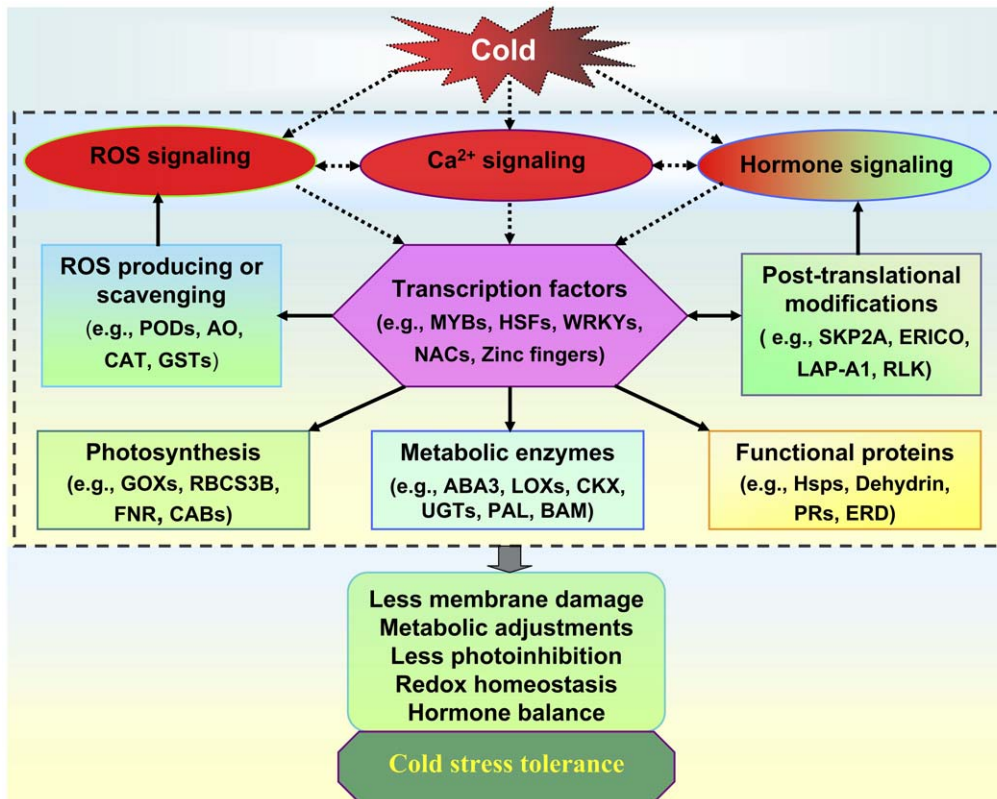 Cold
ROS signaling
Ca²⁺ signaling
Hormone signaling
ROS producing or
scavenging
(e.g., PODs, AO,
CAT, GSTs)
Transcription factors
(e.g., MYBs, HSFs, WRKYs,
NACs, Zinc fingers)
Post-translational
modifications
( e.g., SKP2A, ERICO,
LAP-A1, RLK)
Photosynthesis
(e.g., GOXs, RBCS3B,
FNR, CABs)
Metabolic enzymes
(e.g., ABA3, LOXs, CKX,
UGTs, PAL, BAM)
Functional proteins
(e.g., Hsps, Dehydrin,
PRs, ERD)
Less membrane damage
Metabolic adjustments
Less photoinhibition
Redox homeostasis
Hormone balance
Cold stress tolerance